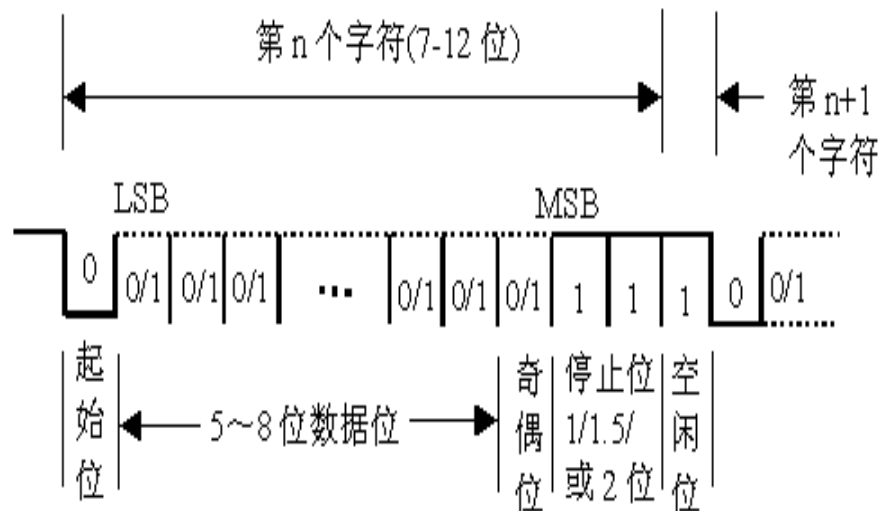 第 n 个字符(7-12 位)
第 n+1
个字符
LSB
MSB
0 0/1 0/1 0/1 … 0/1 0/1 0/1 1 1 1 0 0/1
起始位
5～8 位数据位
奇偶位
停止位
1/1.5/
或 2 位
空闲位